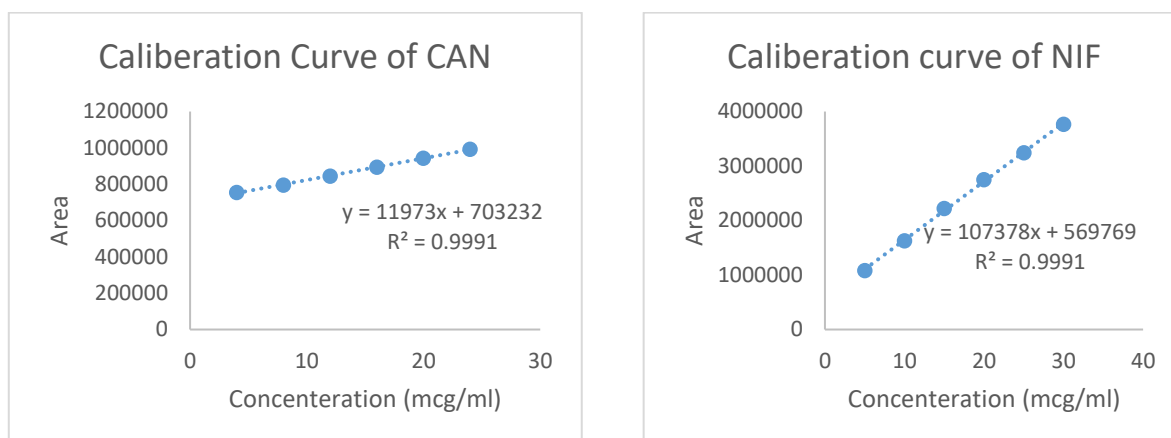 Caliberation Curve of CAN
1200000
1000000
800000
600000
400000
200000
0
Area
y = 11973x + 703232
R² = 0.9991
0 10 20 30
Concenteration (mcg/ml)
Caliberation curve of NIF
4000000
3000000
2000000
1000000
0
Area
y = 107378x + 569769
R² = 0.9991
0 10 20 30 40
Concenteration (mcg/ml)